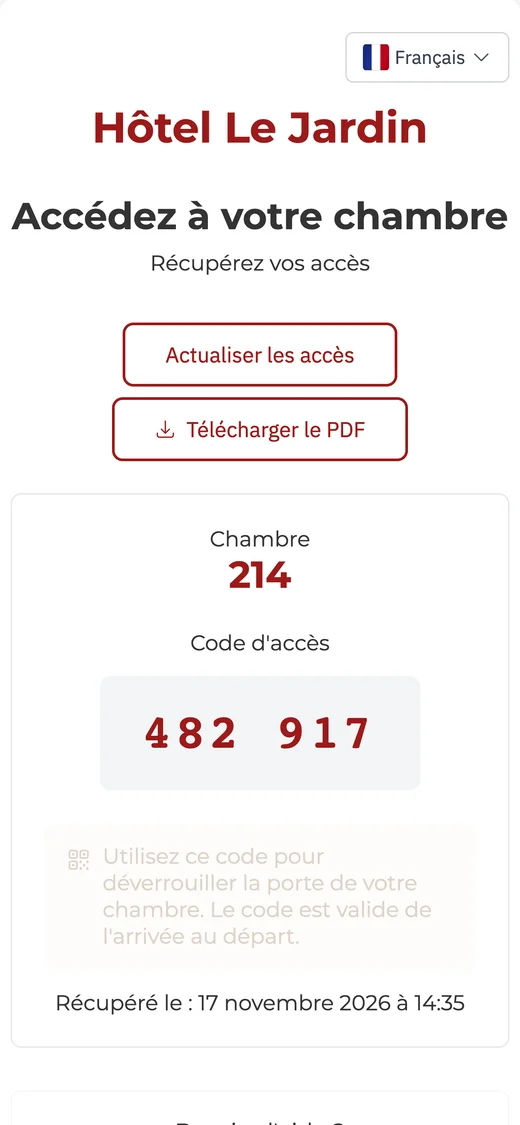 Français
Hôtel Le Jardin
Accédez à votre chambre
Récupérez vos accès
Actualiser les accès
Télécharger le PDF
Chambre
214
Code d'accès
482 917
Utilisez ce code pour
déverrouiller la porte de votre
chambre. Le code est valide de
l'arrivée au départ.
Récupéré le : 17 novembre 2026 à 14:35